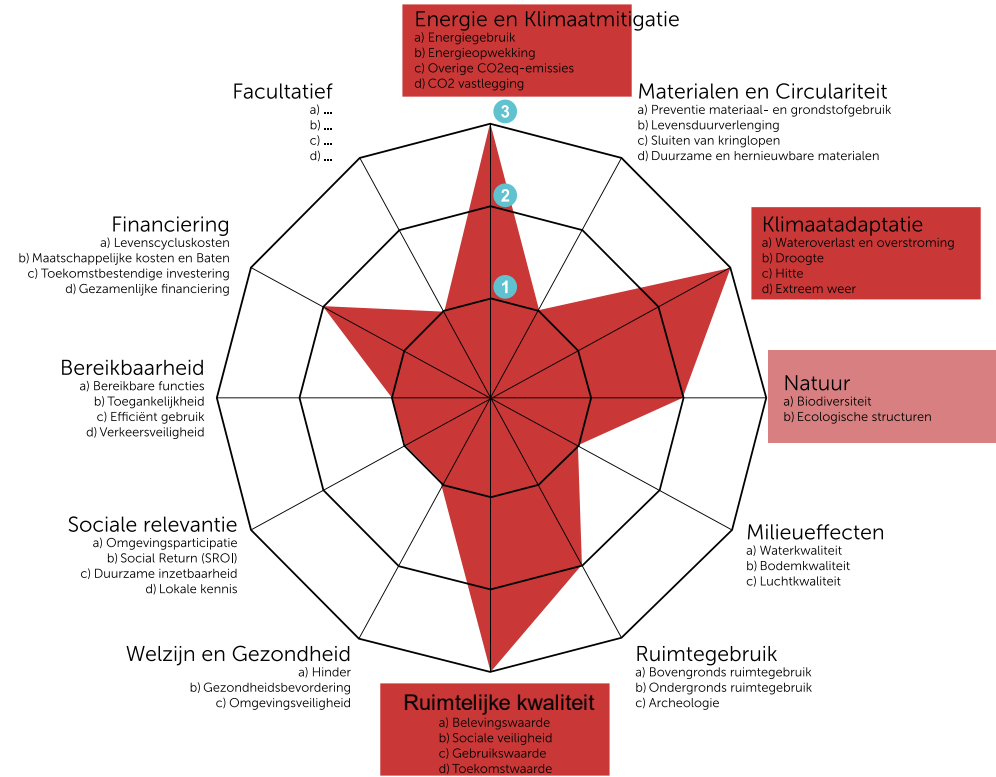 Energie en Klimaatmitigatie
a) Energiegebruik
b) Energieopwekking
c) Overige CO2eq-emissies
d) CO2 vastlegging
Materialen en Circulariteit
a) Preventie materiaal- en grondstofgebruik
b) Levensduurverlenging
c) Sluiten van kringlopen
d) Duurzame en hernieuwbare materialen
Klimaatadaptatie
a) Wateroverlast en overstroming
b) Droogte
c) Hitte
d) Extreem weer
Natuur
a) Biodiversiteit
b) Ecologische structuren
Milieueffecten
a) Waterkwaliteit
b) Bodemkwaliteit
c) Luchtkwaliteit
Ruimtegebruik
a) Bovengronds ruimtegebruik
b) Ondergronds ruimtegebruik
c) Archeologie
Ruimtelijke kwaliteit
a) Belevingswaarde
b) Sociale veiligheid
c) Gebruikswaarde
d) Toekomstwaarde
Welzijn en Gezondheid
a) Hinder
b) Gezondheidsbevordering
c) Omgevingsveiligheid
Sociale relevantie
a) Omgevingsparticipatie
b) Social Return (SROI)
c) Duurzame inzetbaarheid
d) Lokale kennis
Bereikbaarheid
a) Bereikbare functies
b) Toegankelijkheid
c) Efficiënt gebruik
d) Verkeersveiligheid
Financiering
a) Levenscycluskosten
b) Maatschappelijke kosten en Baten
c) Toekomstbestendige investering
d) Gezamenlijke financiering
Facultatief
a) ...
b) ...
c) ...
d) ...
3
2
1